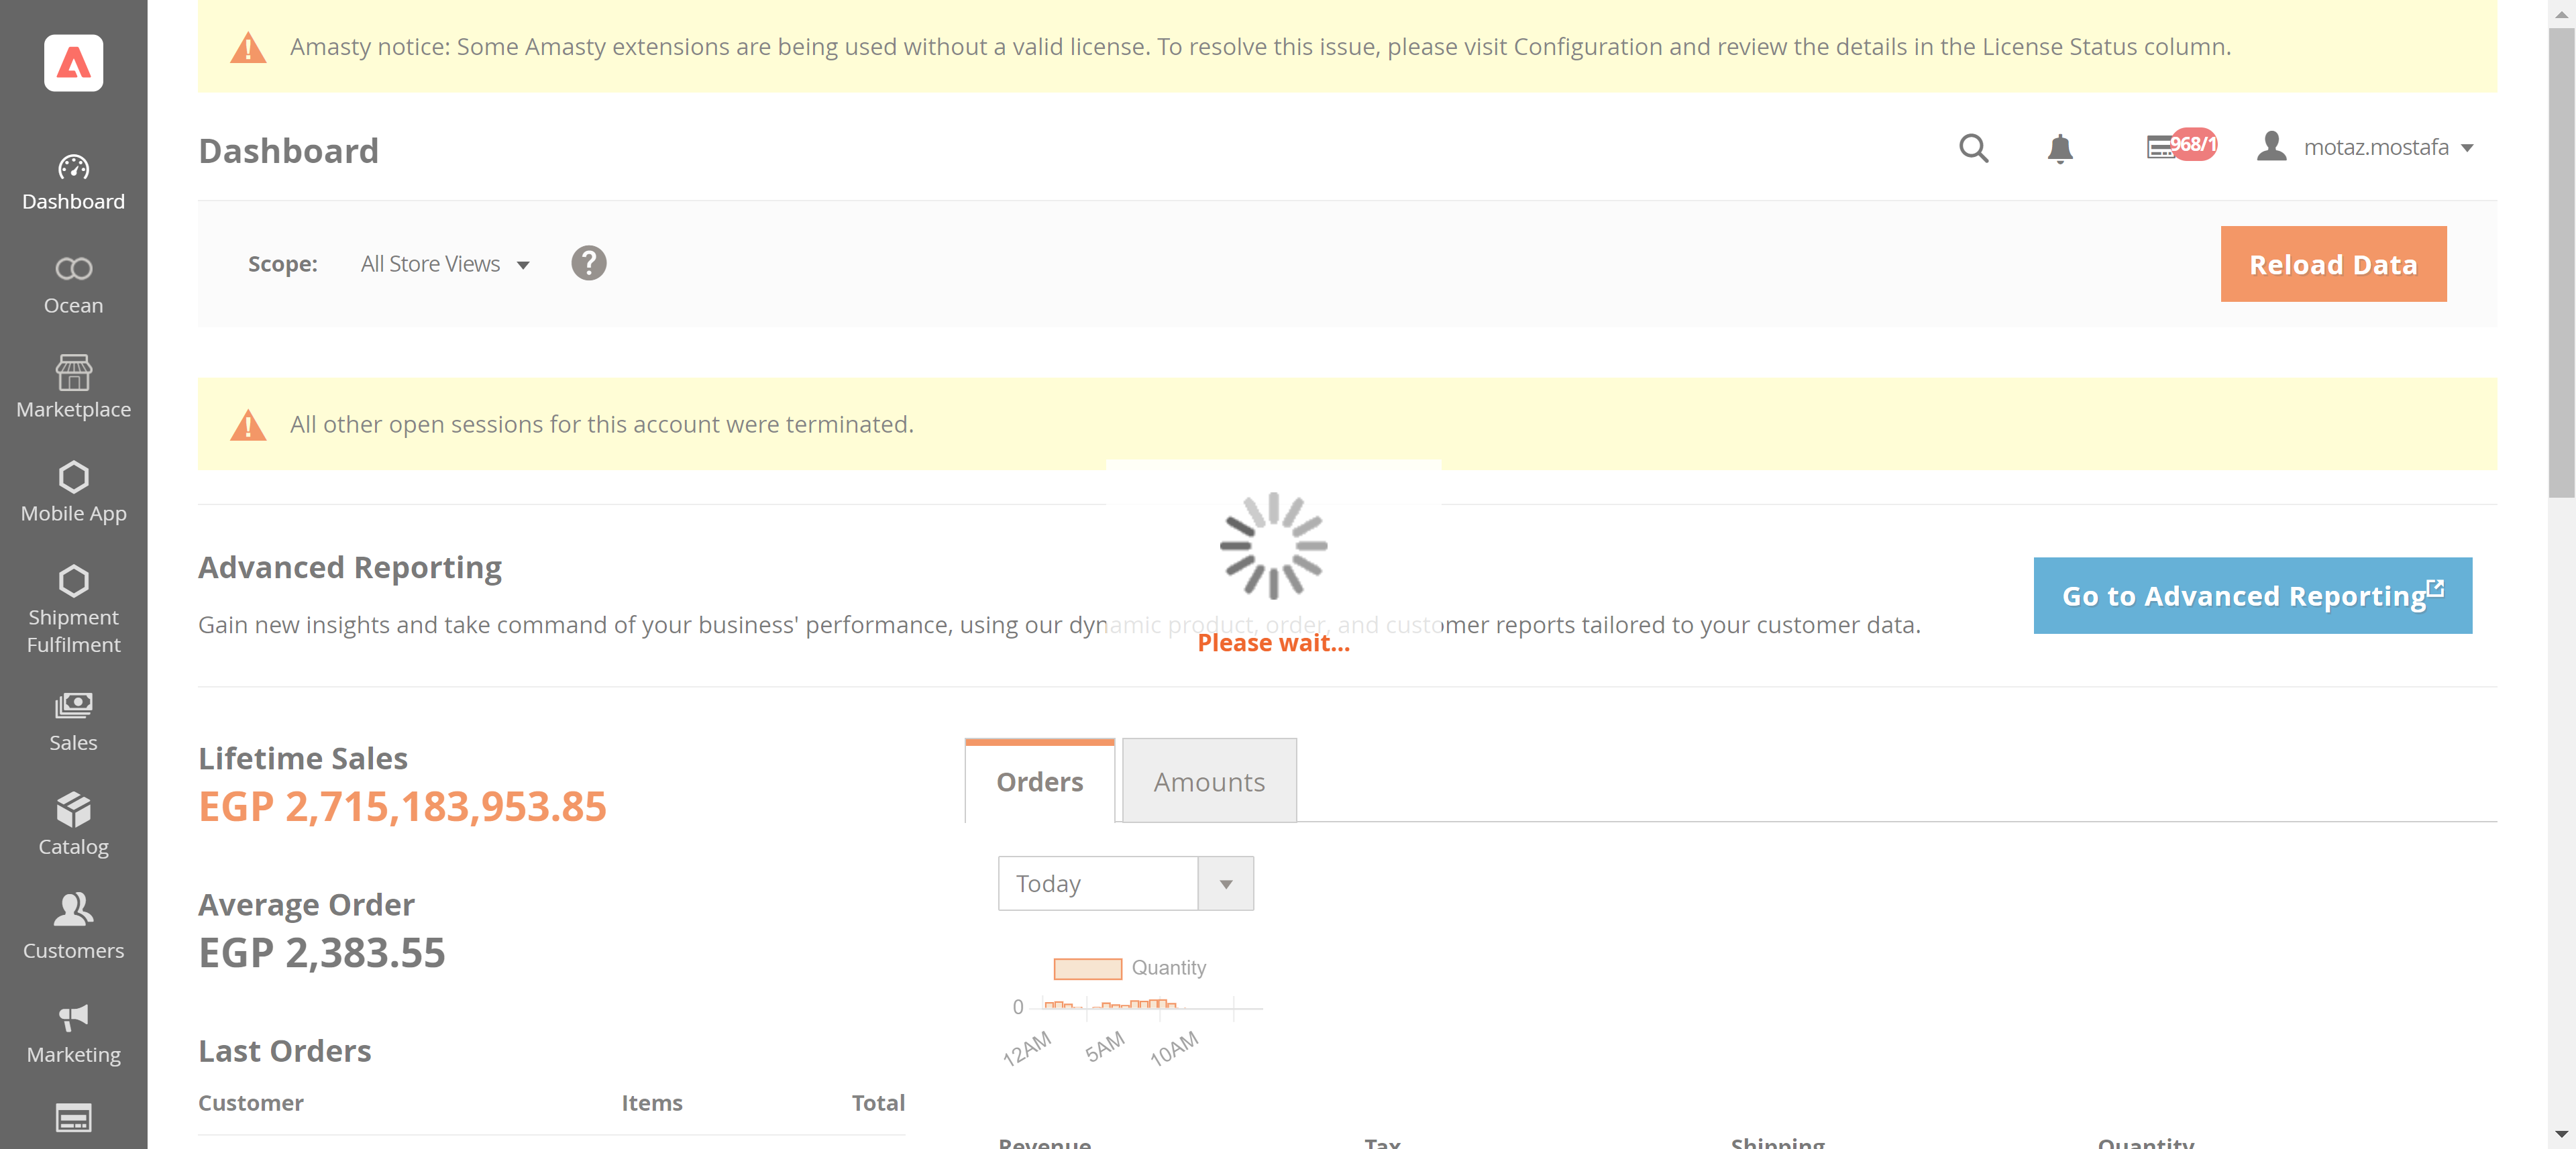 Amasty notice: Some Amasty extensions are being used without a valid license. To resolve this issue, please visit Configuration and review the details in the License Status column.
Dashboard
968/1
motaz.mostafa
Scope:
All Store Views
?
Reload Data
All other open sessions for this account were terminated.
Advanced Reporting
Gain new insights and take command of your business' performance, using our dynamic product, order, and customer reports tailored to your customer data.
Go to Advanced Reporting
Please wait...
Lifetime Sales
EGP 2,715,183,953.85
Average Order
EGP 2,383.55
Last Orders
Customer Items Total
Orders
Amounts
Today
Quantity
0
12AM 5AM 10AM
Revenue Tax Shipping Quantity
Dashboard
Ocean
Marketplace
Mobile App
Shipment
Fulfilment
Sales
Catalog
Customers
Marketing